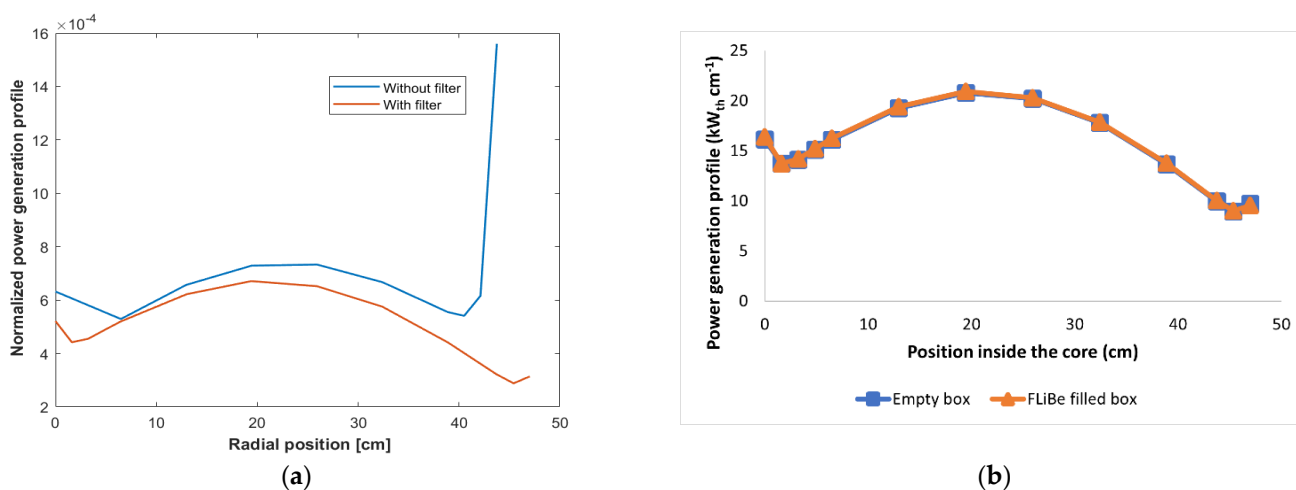 ×10⁻⁴
16
14
12
10
8
6
4
2
0
10
20
30
40
50
Normalized power generation profile
Radial position [cm]
Without filter
With filter
(a)
25
20
15
10
5
0
0
10
20
30
40
50
Power generation profile (kWth cm⁻¹)
Position inside the core (cm)
Empty box
FLiBe filled box
(b)